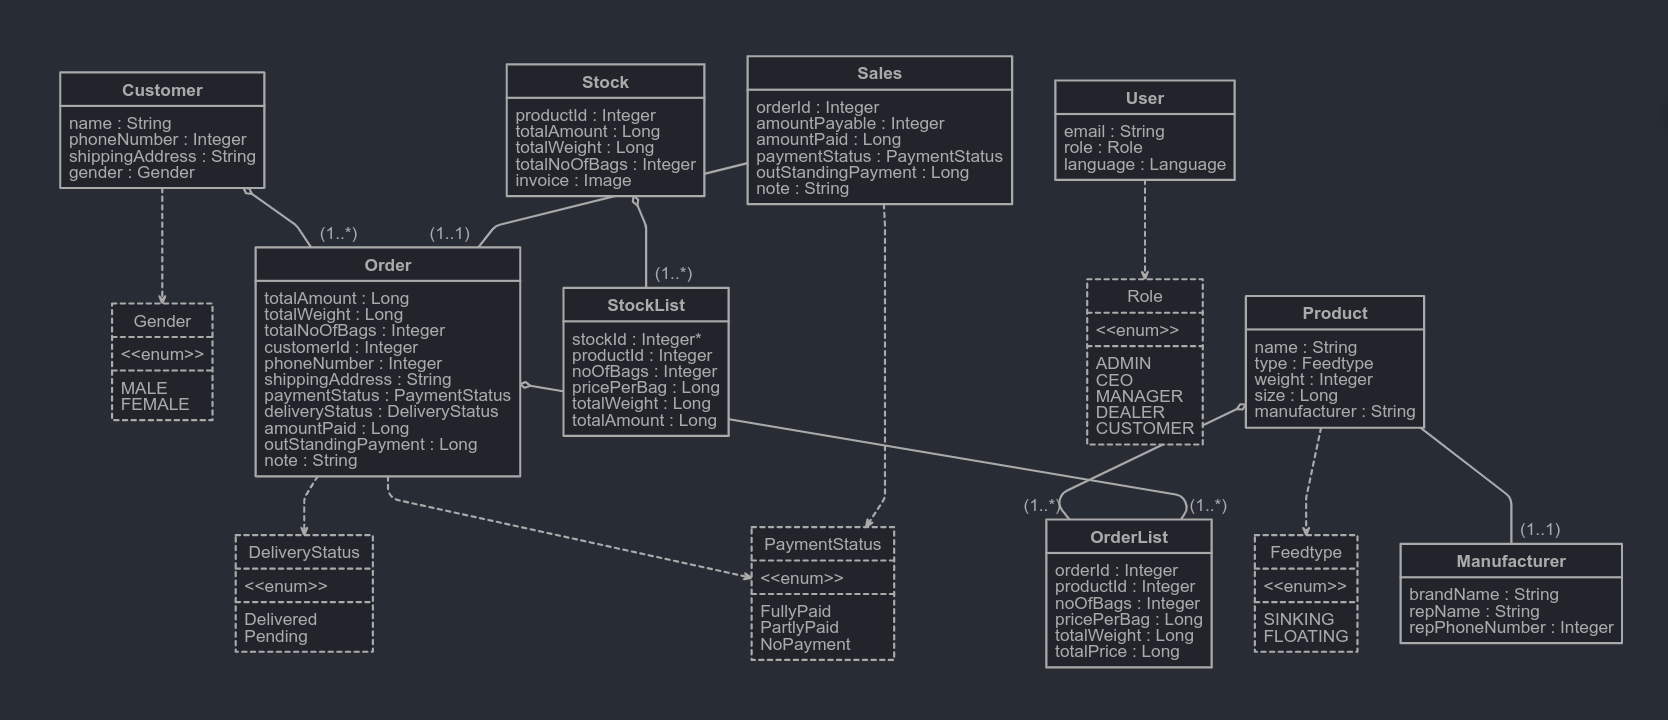 Customer
name : String
phoneNumber : Integer
shippingAddress : String
gender : Gender
Stock
productId : Integer
totalAmount : Long
totalWeight : Long
totalNoOfBags : Integer
invoice : Image
Sales
orderId : Integer
amountPayable : Integer
amountPaid : Long
paymentStatus : PaymentStatus
outStandingPayment : Long
note : String
User
email : String
role : Role
language : Language
(1..*)
(1..1)
Order
totalAmount : Long
totalWeight : Long
totalNoOfBags : Integer
customerId : Integer
phoneNumber : Integer
shippingAddress : String
paymentStatus : PaymentStatus
deliveryStatus : DeliveryStatus
amountPaid : Long
outStandingPayment : Long
note : String
Gender
<<enum>>
MALE
FEMALE
(1..*)
StockList
stockId : Integer*
productId : Integer
noOfBags : Integer
pricePerBag : Long
totalWeight : Long
totalAmount : Long
Role
<<enum>>
ADMIN
CEO
MANAGER
DEALER
CUSTOMER
Product
name : String
type : Feedtype
weight : Integer
size : Long
manufacturer : String
DeliveryStatus
<<enum>>
Delivered
Pending
PaymentStatus
<<enum>>
FullyPaid
PartlyPaid
NoPayment
(1..*)
(1..*)
OrderList
orderId : Integer
productId : Integer
noOfBags : Integer
pricePerBag : Long
totalWeight : Long
totalPrice : Long
Feedtype
<<enum>>
SINKING
FLOATING
(1..1)
Manufacturer
brandName : String
repName : String
repPhoneNumber : Integer